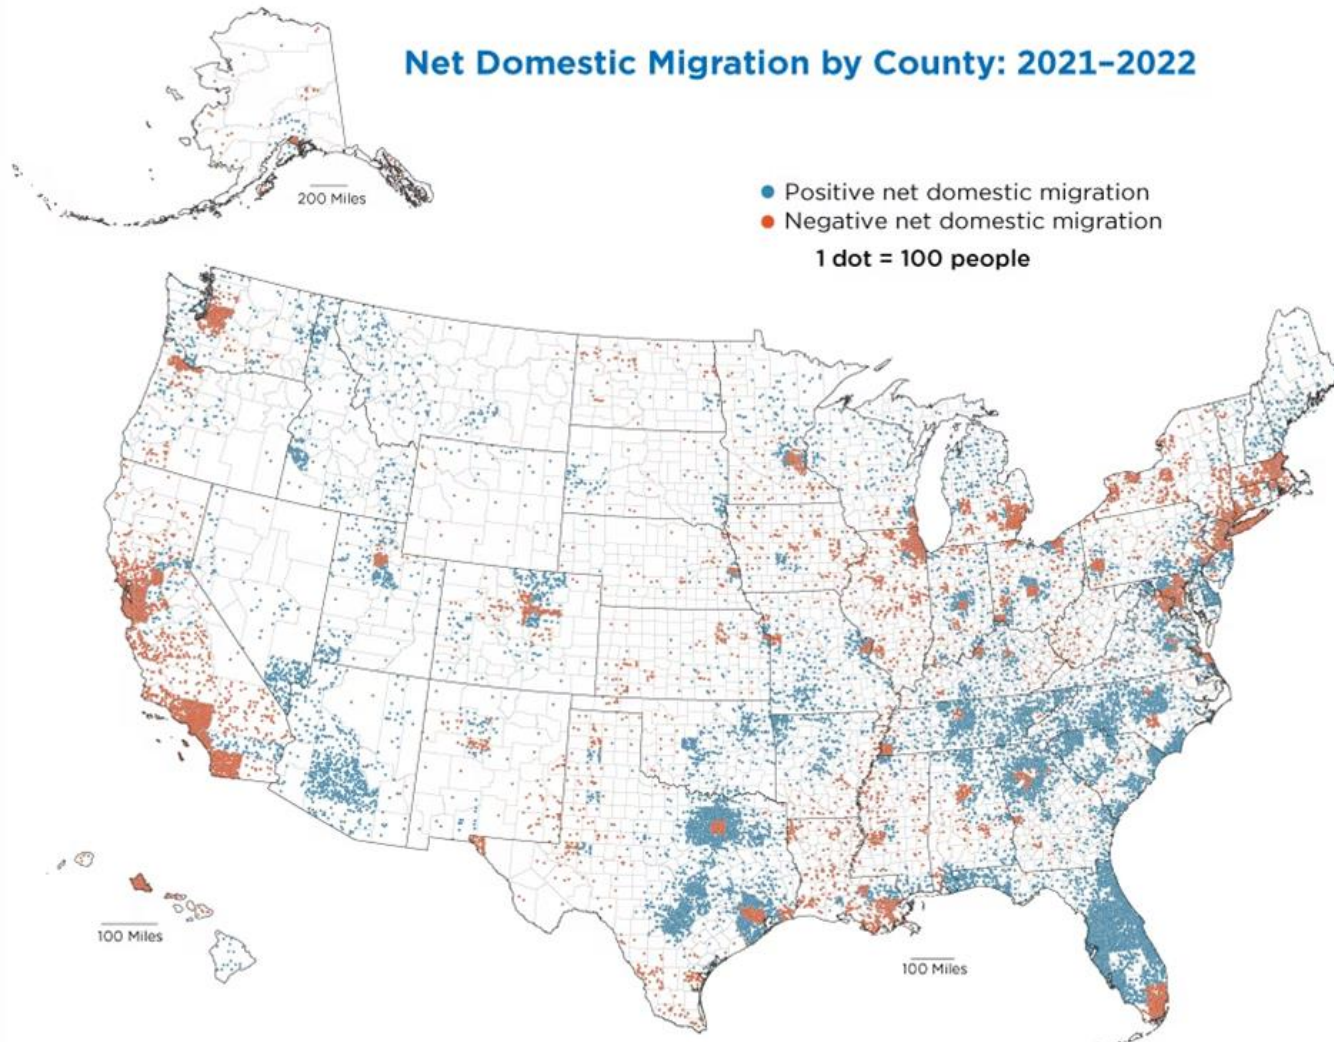 Net Domestic Migration by County: 2021–2022
200 Miles
Positive net domestic migration
Negative net domestic migration
1 dot = 100 people
100 Miles
100 Miles